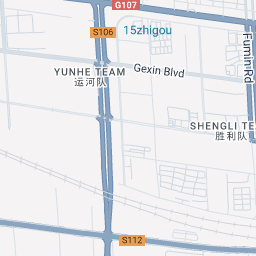 G107
15zhigou
S106
Gexin Blvd
Fumin Rd
YUNHE TEAM
运河队
SHENGLI TE
胜利队
S112